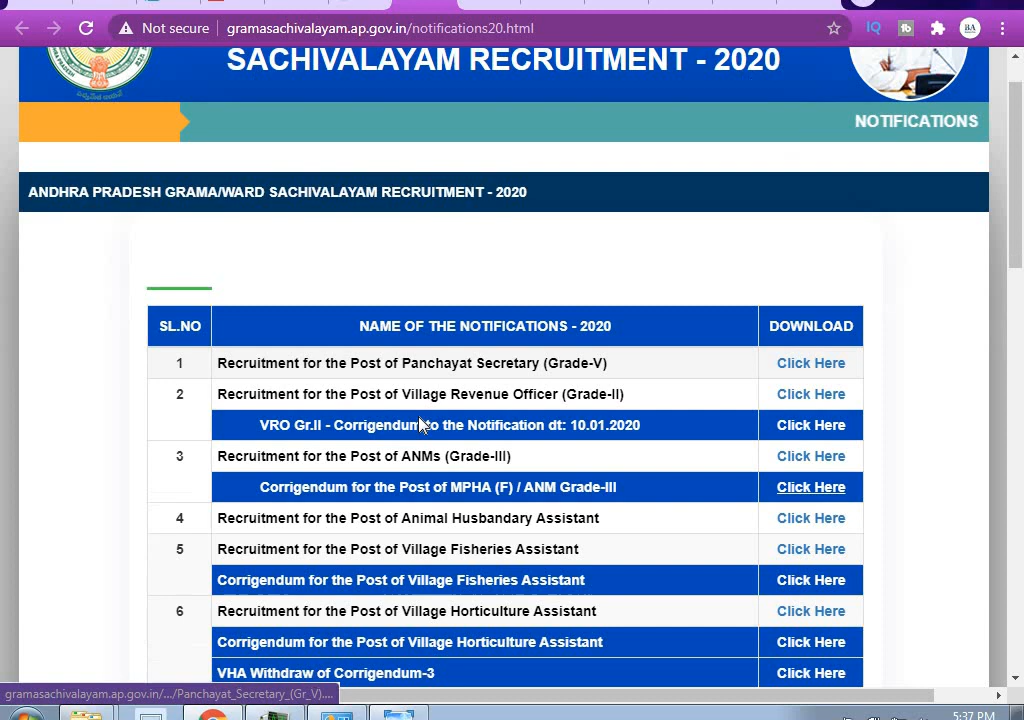 Not secure | gramasachivalayam.ap.gov.in/notifications20.html
IQ
BA
SACHIVALAYAM RECRUITMENT - 2020
NOTIFICATIONS
ANDHRA PRADESH GRAMA/WARD SACHIVALAYAM RECRUITMENT - 2020
SL.NO NAME OF THE NOTIFICATIONS - 2020 DOWNLOAD
1 Recruitment for the Post of Panchayat Secretary (Grade-V) Click Here
2 Recruitment for the Post of Village Revenue Officer (Grade-II) Click Here
VRO Gr.II - Corrigendum to the Notification dt: 10.01.2020 Click Here
3 Recruitment for the Post of ANMs (Grade-III) Click Here
Corrigendum for the Post of MPHA (F) / ANM Grade-III Click Here
4 Recruitment for the Post of Animal Husbandary Assistant Click Here
5 Recruitment for the Post of Village Fisheries Assistant Click Here
Corrigendum for the Post of Village Fisheries Assistant Click Here
6 Recruitment for the Post of Village Horticulture Assistant Click Here
Corrigendum for the Post of Village Horticulture Assistant Click Here
VHA Withdraw of Corrigendum-3 Click Here
gramasachivalayam.ap.gov.in/.../Panchayat_Secretary_(Gr_V)....
5:37 PM